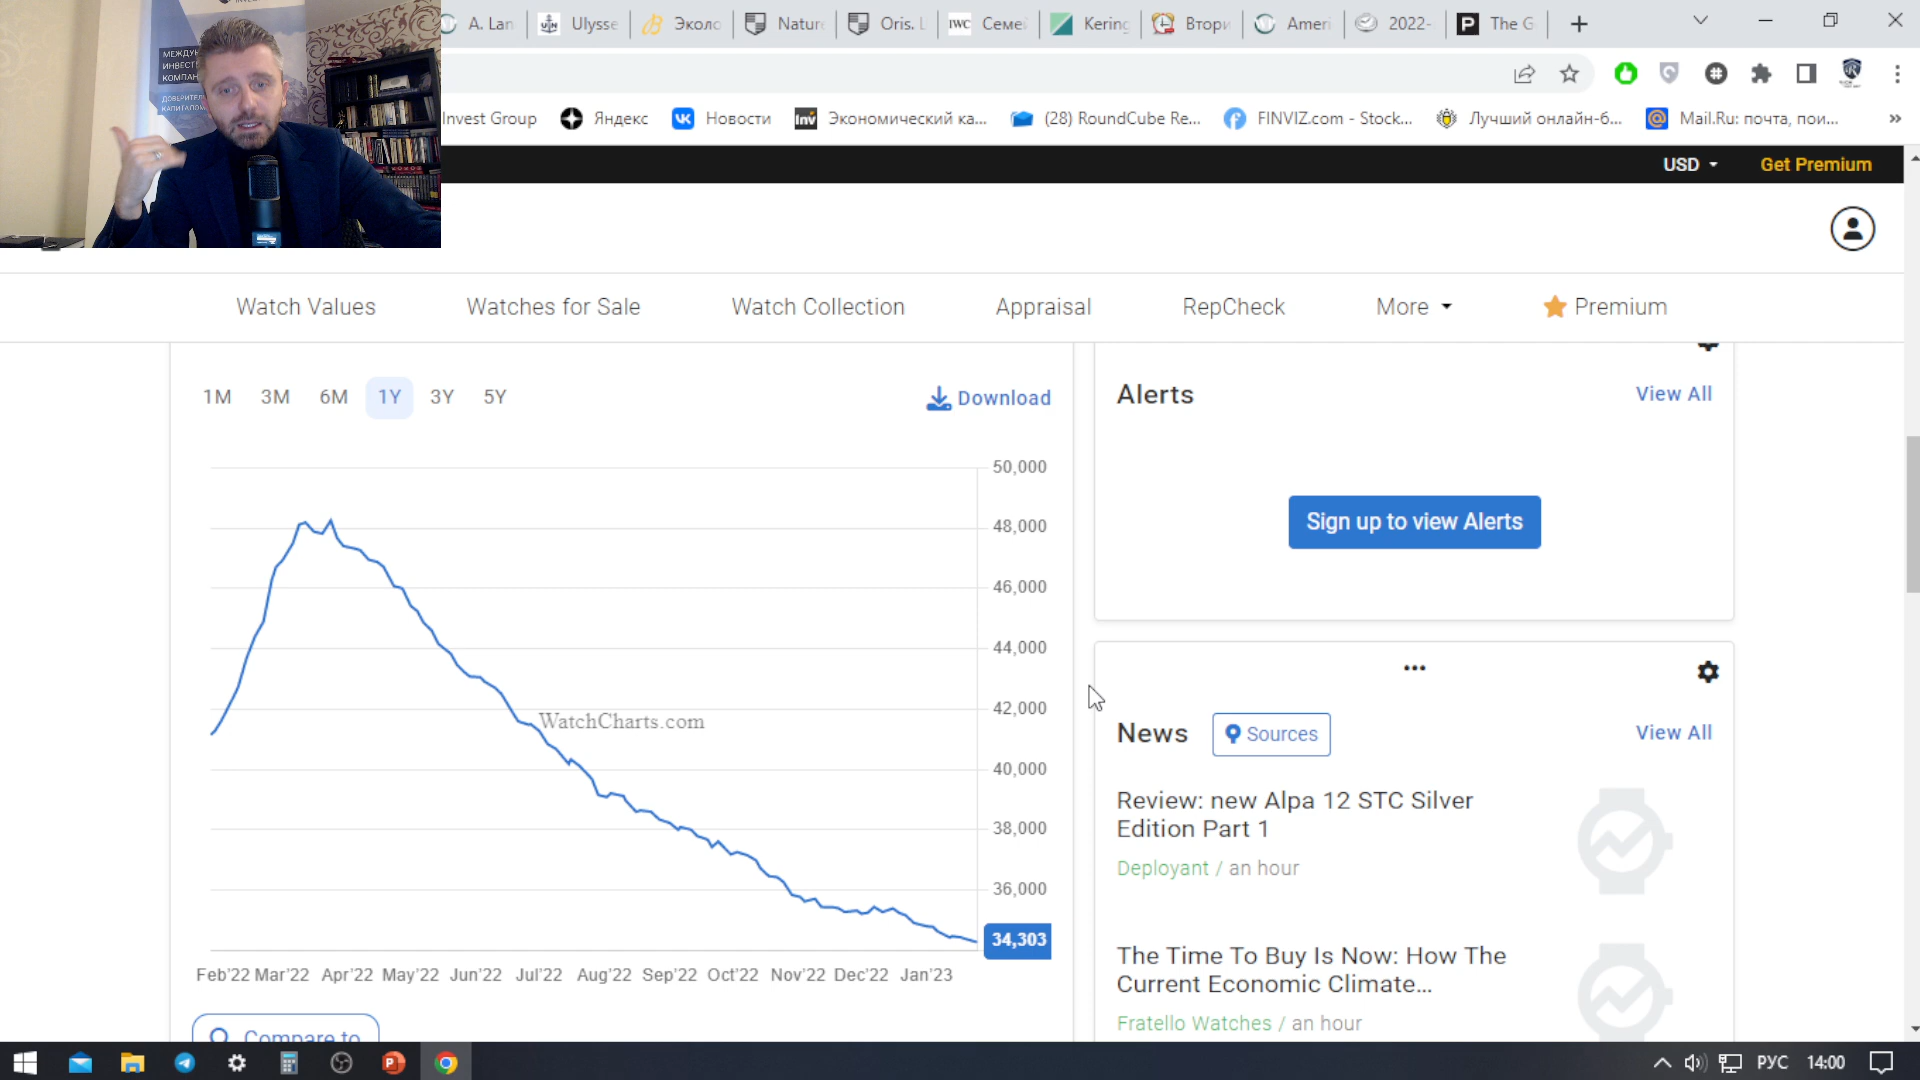 A. Lan
Ulysse
Эколо
Nature
Oris. L
IWC Семе
Kering
Втори
Ameri
2022-
The G
Invest Group
Яндекс
Новости
Inv Экономический ка...
(28) RoundCube Re...
FINVIZ.com - Stock...
Лучший онлайн-б...
Mail.Ru: почта, пои...
USD
Get Premium
Watch Values
Watches for Sale
Watch Collection
Appraisal
RepCheck
More
Premium
1M 3M 6M 1Y 3Y 5Y
Download
50,000
48,000
46,000
44,000
42,000
40,000
38,000
36,000
34,303
WatchCharts.com
Feb'22 Mar'22 Apr'22 May'22 Jun'22 Jul'22 Aug'22 Sep'22 Oct'22 Nov'22 Dec'22 Jan'23
Compare to
Alerts
View All
Sign up to view Alerts
News
Sources
View All
Review: new Alpa 12 STC Silver
Edition Part 1
Deployant / an hour
The Time To Buy Is Now: How The
Current Economic Climate...
Fratello Watches / an hour
РУС
14:00